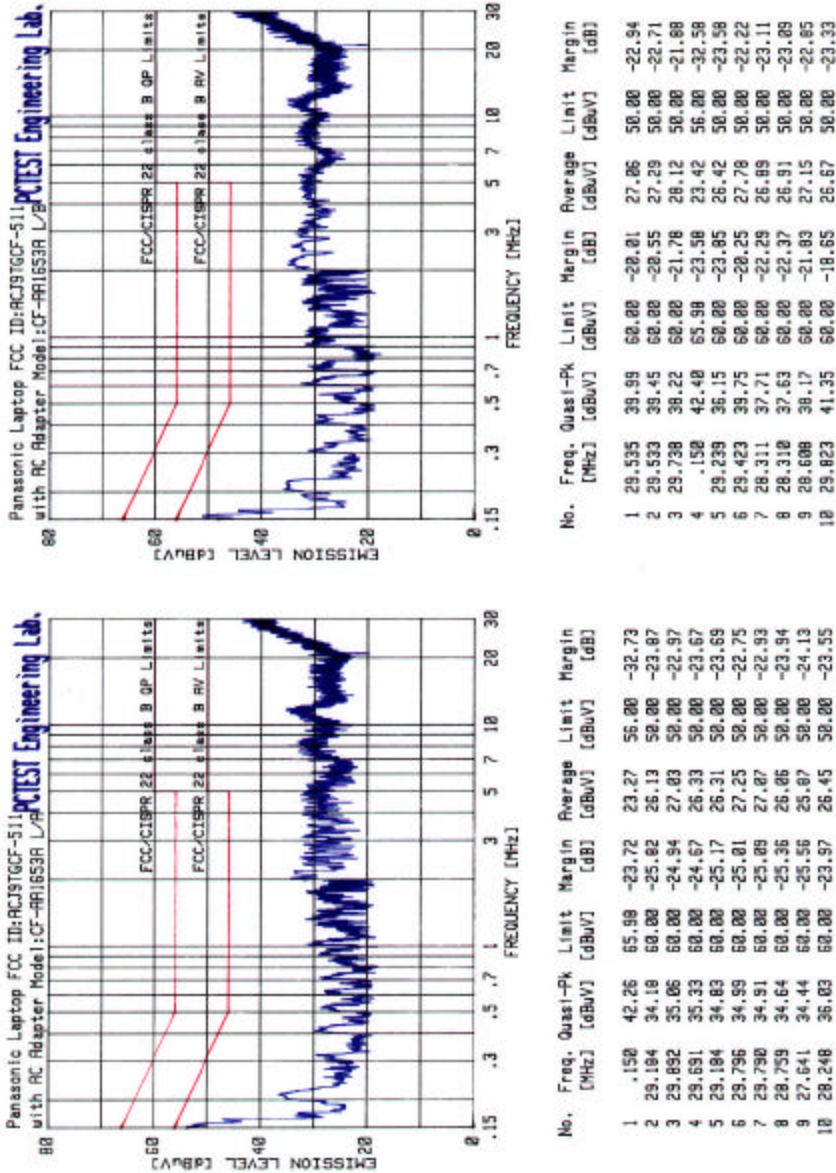 Panasonic Laptop FCC ID:ACJ9TGCF-511
PCTEST Engineering Lab.
with AC Adapter Model:CF-AA1653A L/A
EMISSION LEVEL [dBuV]
80
60
40
20
0
FCC/CISPR 22 class B QP Limits
FCC/CISPR 22 class B AV Limits
.15 .3 .5 .7 1 3 5 7 10 20 30
FREQUENCY [MHz]
No. Freq. Quasi-Pk Limit Margin Average Limit Margin
[MHz] [dBuV] [dBuV] [dB] [dBuV] [dBuV] [dB]
1 .150 42.26 65.98 -23.72 23.27 56.00 -32.73
2 29.184 34.18 60.00 -25.82 26.13 50.00 -23.87
3 29.892 35.06 60.00 -24.94 27.03 50.00 -22.97
4 29.691 35.33 60.00 -24.67 26.33 50.00 -23.67
5 29.184 34.83 60.00 -25.17 26.31 50.00 -23.69
6 29.796 34.99 60.00 -25.01 27.25 50.00 -22.75
7 29.790 34.91 60.00 -25.09 27.07 50.00 -22.93
8 28.759 34.64 60.00 -25.36 26.06 50.00 -23.94
9 27.641 34.44 60.00 -25.56 25.87 50.00 -24.13
10 28.248 36.03 60.00 -23.97 26.45 50.00 -23.55
Panasonic Laptop FCC ID:ACJ9TGCF-511
PCTEST Engineering Lab.
with AC Adapter Model:CF-AA1653A L/B
EMISSION LEVEL [dBuV]
80
60
40
20
0
FCC/CISPR 22 class B QP Limits
FCC/CISPR 22 class B AV Limits
.15 .3 .5 .7 1 3 5 7 10 20 30
FREQUENCY [MHz]
No. Freq. Quasi-Pk Limit Margin Average Limit Margin
[MHz] [dBuV] [dBuV] [dB] [dBuV] [dBuV] [dB]
1 29.535 39.99 60.00 -20.01 27.06 50.00 -22.94
2 29.533 39.45 60.00 -20.55 27.29 50.00 -22.71
3 29.738 38.22 60.00 -21.78 28.12 50.00 -21.88
4 .150 42.40 65.98 -23.58 23.42 56.00 -32.58
5 29.239 36.15 60.00 -23.85 26.42 50.00 -23.58
6 29.423 39.75 60.00 -20.25 27.78 50.00 -22.22
7 28.311 37.71 60.00 -22.29 26.89 50.00 -23.11
8 28.310 37.63 60.00 -22.37 26.91 50.00 -23.09
9 28.608 38.17 60.00 -21.83 27.15 50.00 -22.85
10 29.823 41.35 60.00 -18.65 26.67 50.00 -23.33